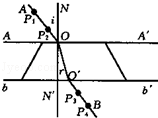 A N
P₁ i
P₂
A O A'
r O'
b b'
N' P₃ B
P₄